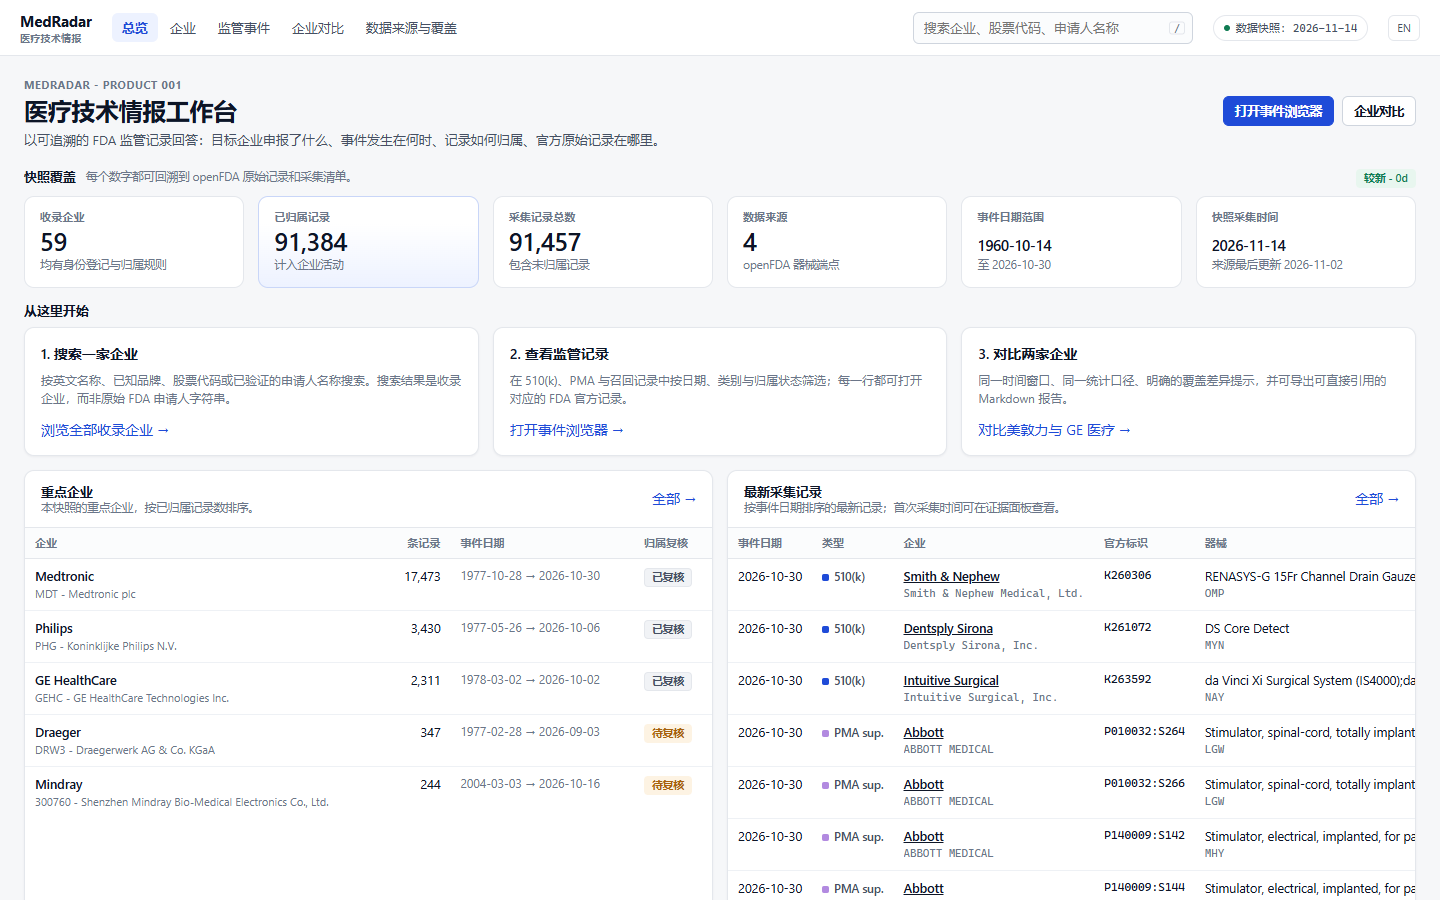 MedRadar
医疗技术情报
总览 企业 监管事件 企业对比 数据来源与覆盖
搜索企业、股票代码、申请人名称 /
数据快照: 2026-11-14
EN
MEDRADAR - PRODUCT 001
医疗技术情报工作台
以可追溯的 FDA 监管记录回答：目标企业申报了什么、事件发生在何时、记录如何归属、官方原始记录在哪里。
打开事件浏览器 企业对比
快照覆盖 每个数字都可回溯到 openFDA 原始记录和采集清单。
较新 - 0d
收录企业
59
均有身份登记与归属规则
已归属记录
91,384
计入企业活动
采集记录总数
91,457
包含未归属记录
数据来源
4
openFDA 器械端点
事件日期范围
1960-10-14
至 2026-10-30
快照采集时间
2026-11-14
来源最后更新 2026-11-02
从这里开始
1. 搜索一家企业
按英文名称、已知品牌、股票代码或已验证的申请人名称搜索。搜索结果是收录
企业，而非原始 FDA 申请人字符串。
浏览全部收录企业 →
2. 查看监管记录
在 510(k)、PMA 与召回记录中按日期、类别与归属状态筛选；每一行都可打开
对应的 FDA 官方记录。
打开事件浏览器 →
3. 对比两家企业
同一时间窗口、同一统计口径、明确的覆盖差异提示，并可导出可直接引用的
Markdown 报告。
对比美敦力与 GE 医疗 →
重点企业
本快照的重点企业，按已归属记录数排序。
全部 →
企业 条记录 事件日期 归属复核
Medtronic 17,473 1977-10-28 → 2026-10-30 已复核
MDT - Medtronic plc
Philips 3,430 1977-05-26 → 2026-10-06 已复核
PHG - Koninklijke Philips N.V.
GE HealthCare 2,311 1978-03-02 → 2026-10-02 已复核
GEHC - GE HealthCare Technologies Inc.
Draeger 347 1977-02-28 → 2026-09-03 待复核
DRW3 - Draegerwerk AG & Co. KGaA
Mindray 244 2004-03-03 → 2026-10-16 待复核
300760 - Shenzhen Mindray Bio-Medical Electronics Co., Ltd.
最新采集记录
按事件日期排序的最新记录；首次采集时间可在证据面板查看。
全部 →
事件日期 类型 企业 官方标识 器械
2026-10-30 510(k) Smith & Nephew K260306 RENASYS-G 15Fr Channel Drain Gauze
Smith & Nephew Medical, Ltd. OMP
2026-10-30 510(k) Dentsply Sirona K261072 DS Core Detect
Dentsply Sirona, Inc. MYN
2026-10-30 510(k) Intuitive Surgical K263592 da Vinci Xi Surgical System (IS4000);da
Intuitive Surgical, Inc. NAY
2026-10-30 PMA sup. Abbott P010032:S264 Stimulator, spinal-cord, totally implant
ABBOTT MEDICAL LGW
2026-10-30 PMA sup. Abbott P010032:S266 Stimulator, spinal-cord, totally implant
ABBOTT MEDICAL LGW
2026-10-30 PMA sup. Abbott P140009:S142 Stimulator, electrical, implanted, for pa
ABBOTT MEDICAL MHY
2026-10-30 PMA sup. Abbott P140009:S144 Stimulator, electrical, implanted, for pa